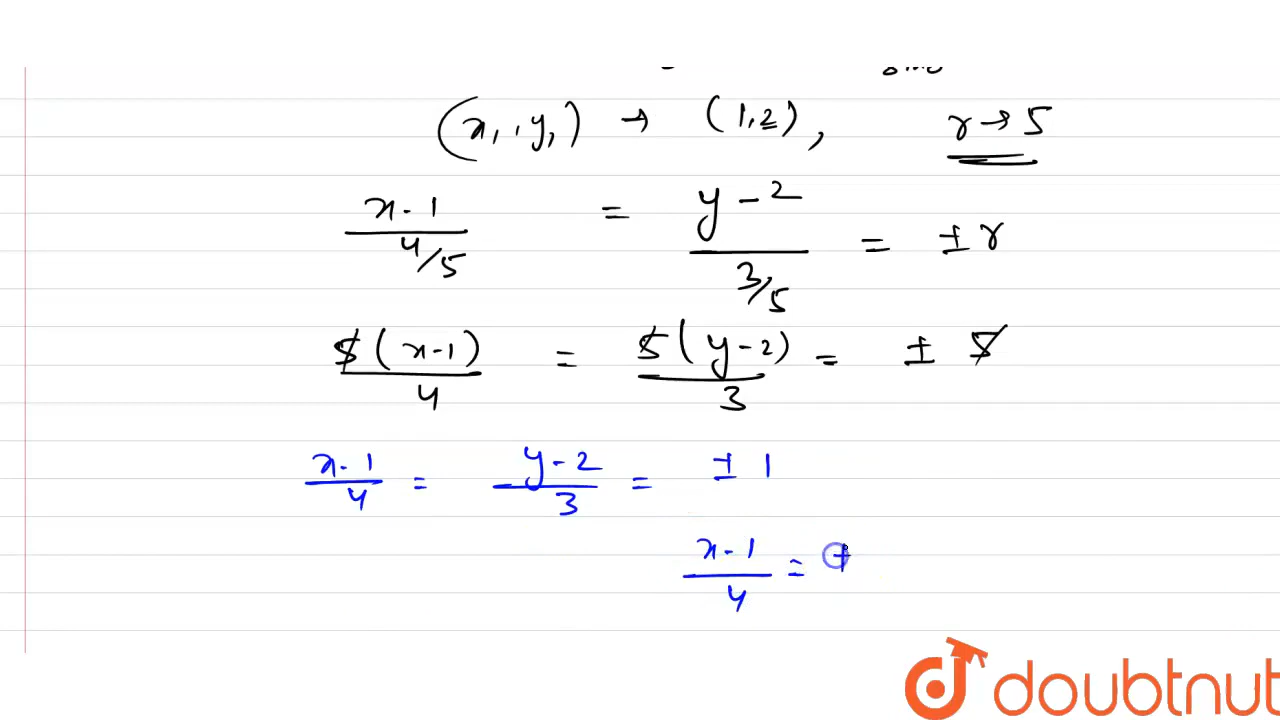 (x₁, y₁) → (1,2), r → 5
x-1 / 4/5 = y-2 / 3/5 = ± r
5(x-1) / 4 = 5(y-2) / 3 = ± 5
x-1 / 4 = y-2 / 3 = ± 1
x-1 / 4 = +
doubtnut